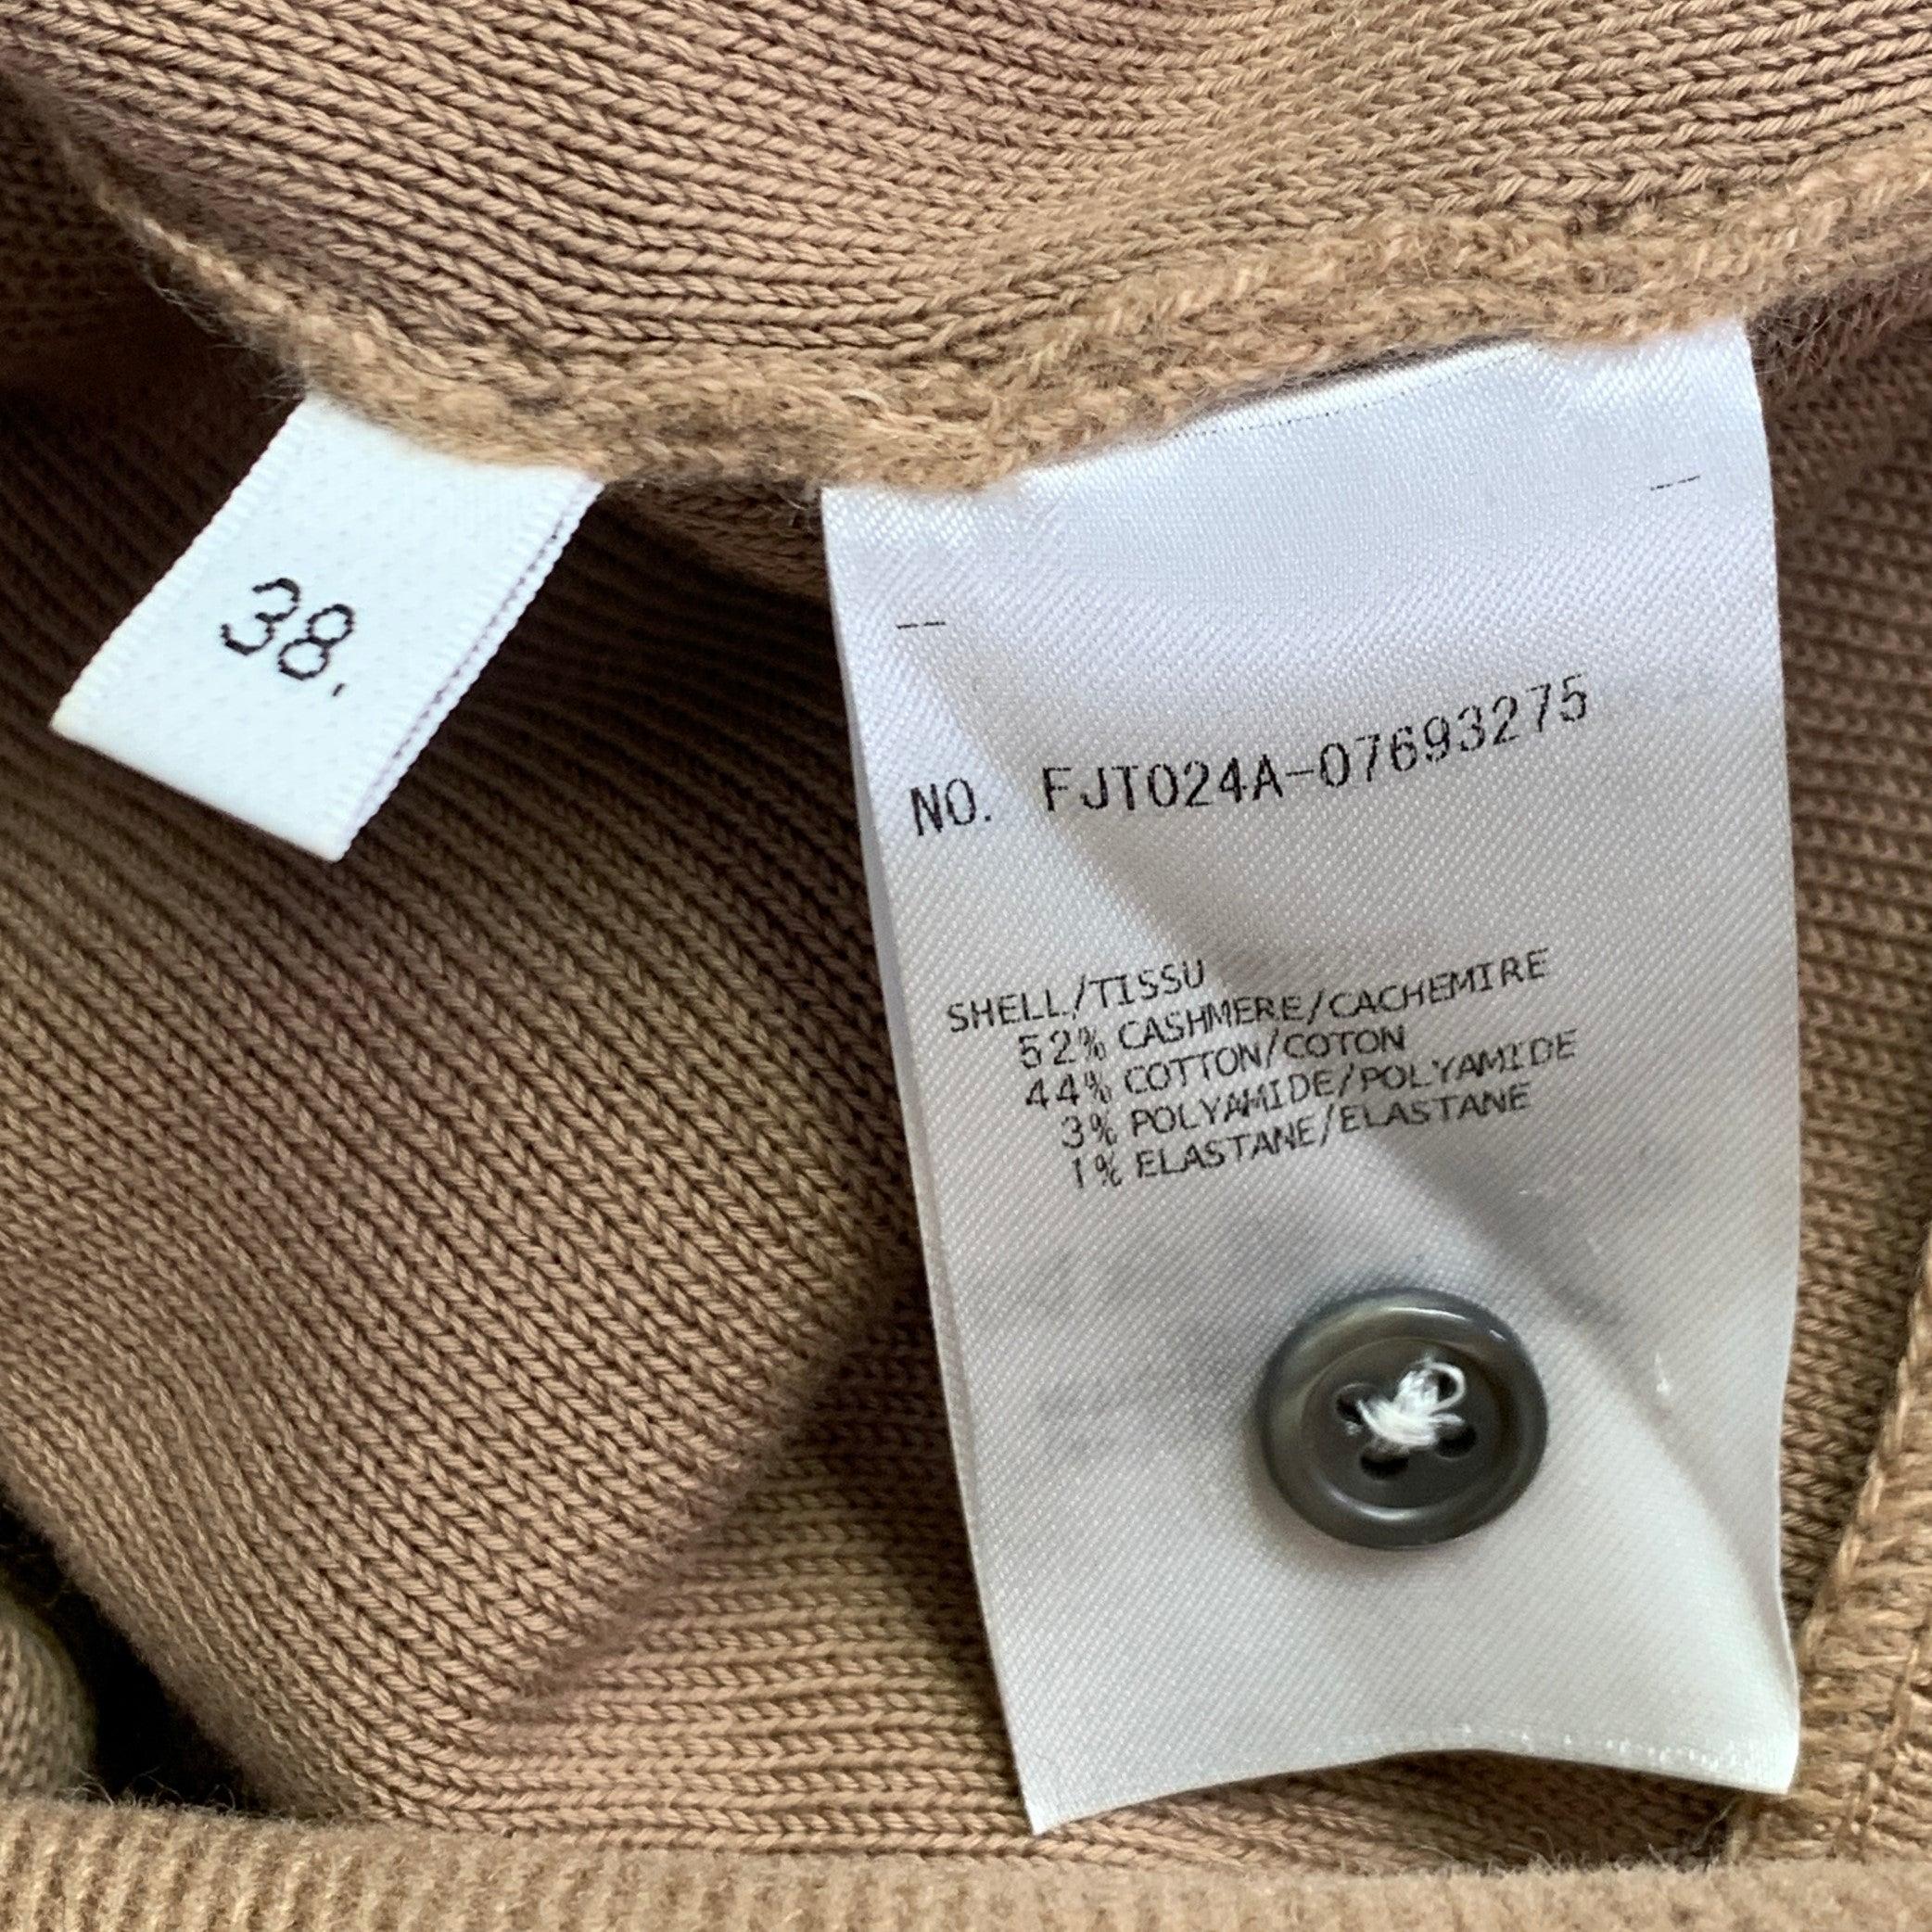 38.
NO. FJT024A-07693275
SHELL/TISSU
52% CASHMERE/CACHEMIRE
44% COTTON/COTON
3% POLYAMIDE/POLYAMIDE
1% ELASTANE/ELASTANE